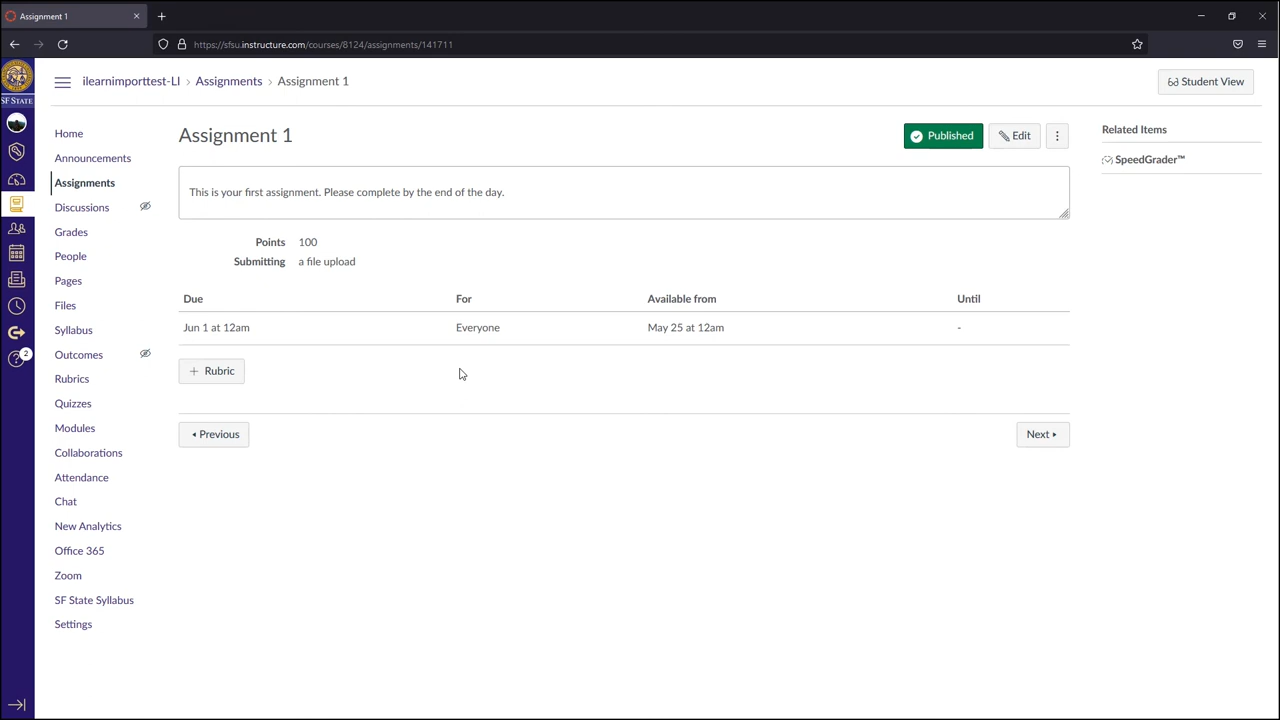 Assignment 1
https://sfsu.instructure.com/courses/8124/assignments/141711
SF STATE
ilearnimporttest-LI › Assignments › Assignment 1
Student View
Home
Announcements
Assignments
Discussions
Grades
People
Pages
Files
Syllabus
Outcomes
Rubrics
Quizzes
Modules
Collaborations
Attendance
Chat
New Analytics
Office 365
Zoom
SF State Syllabus
Settings
2
Assignment 1
Published
Edit
This is your first assignment. Please complete by the end of the day.
Points 100
Submitting a file upload
Due For Available from Until
Jun 1 at 12am Everyone May 25 at 12am -
+ Rubric
Previous
Next
Related Items
SpeedGrader™